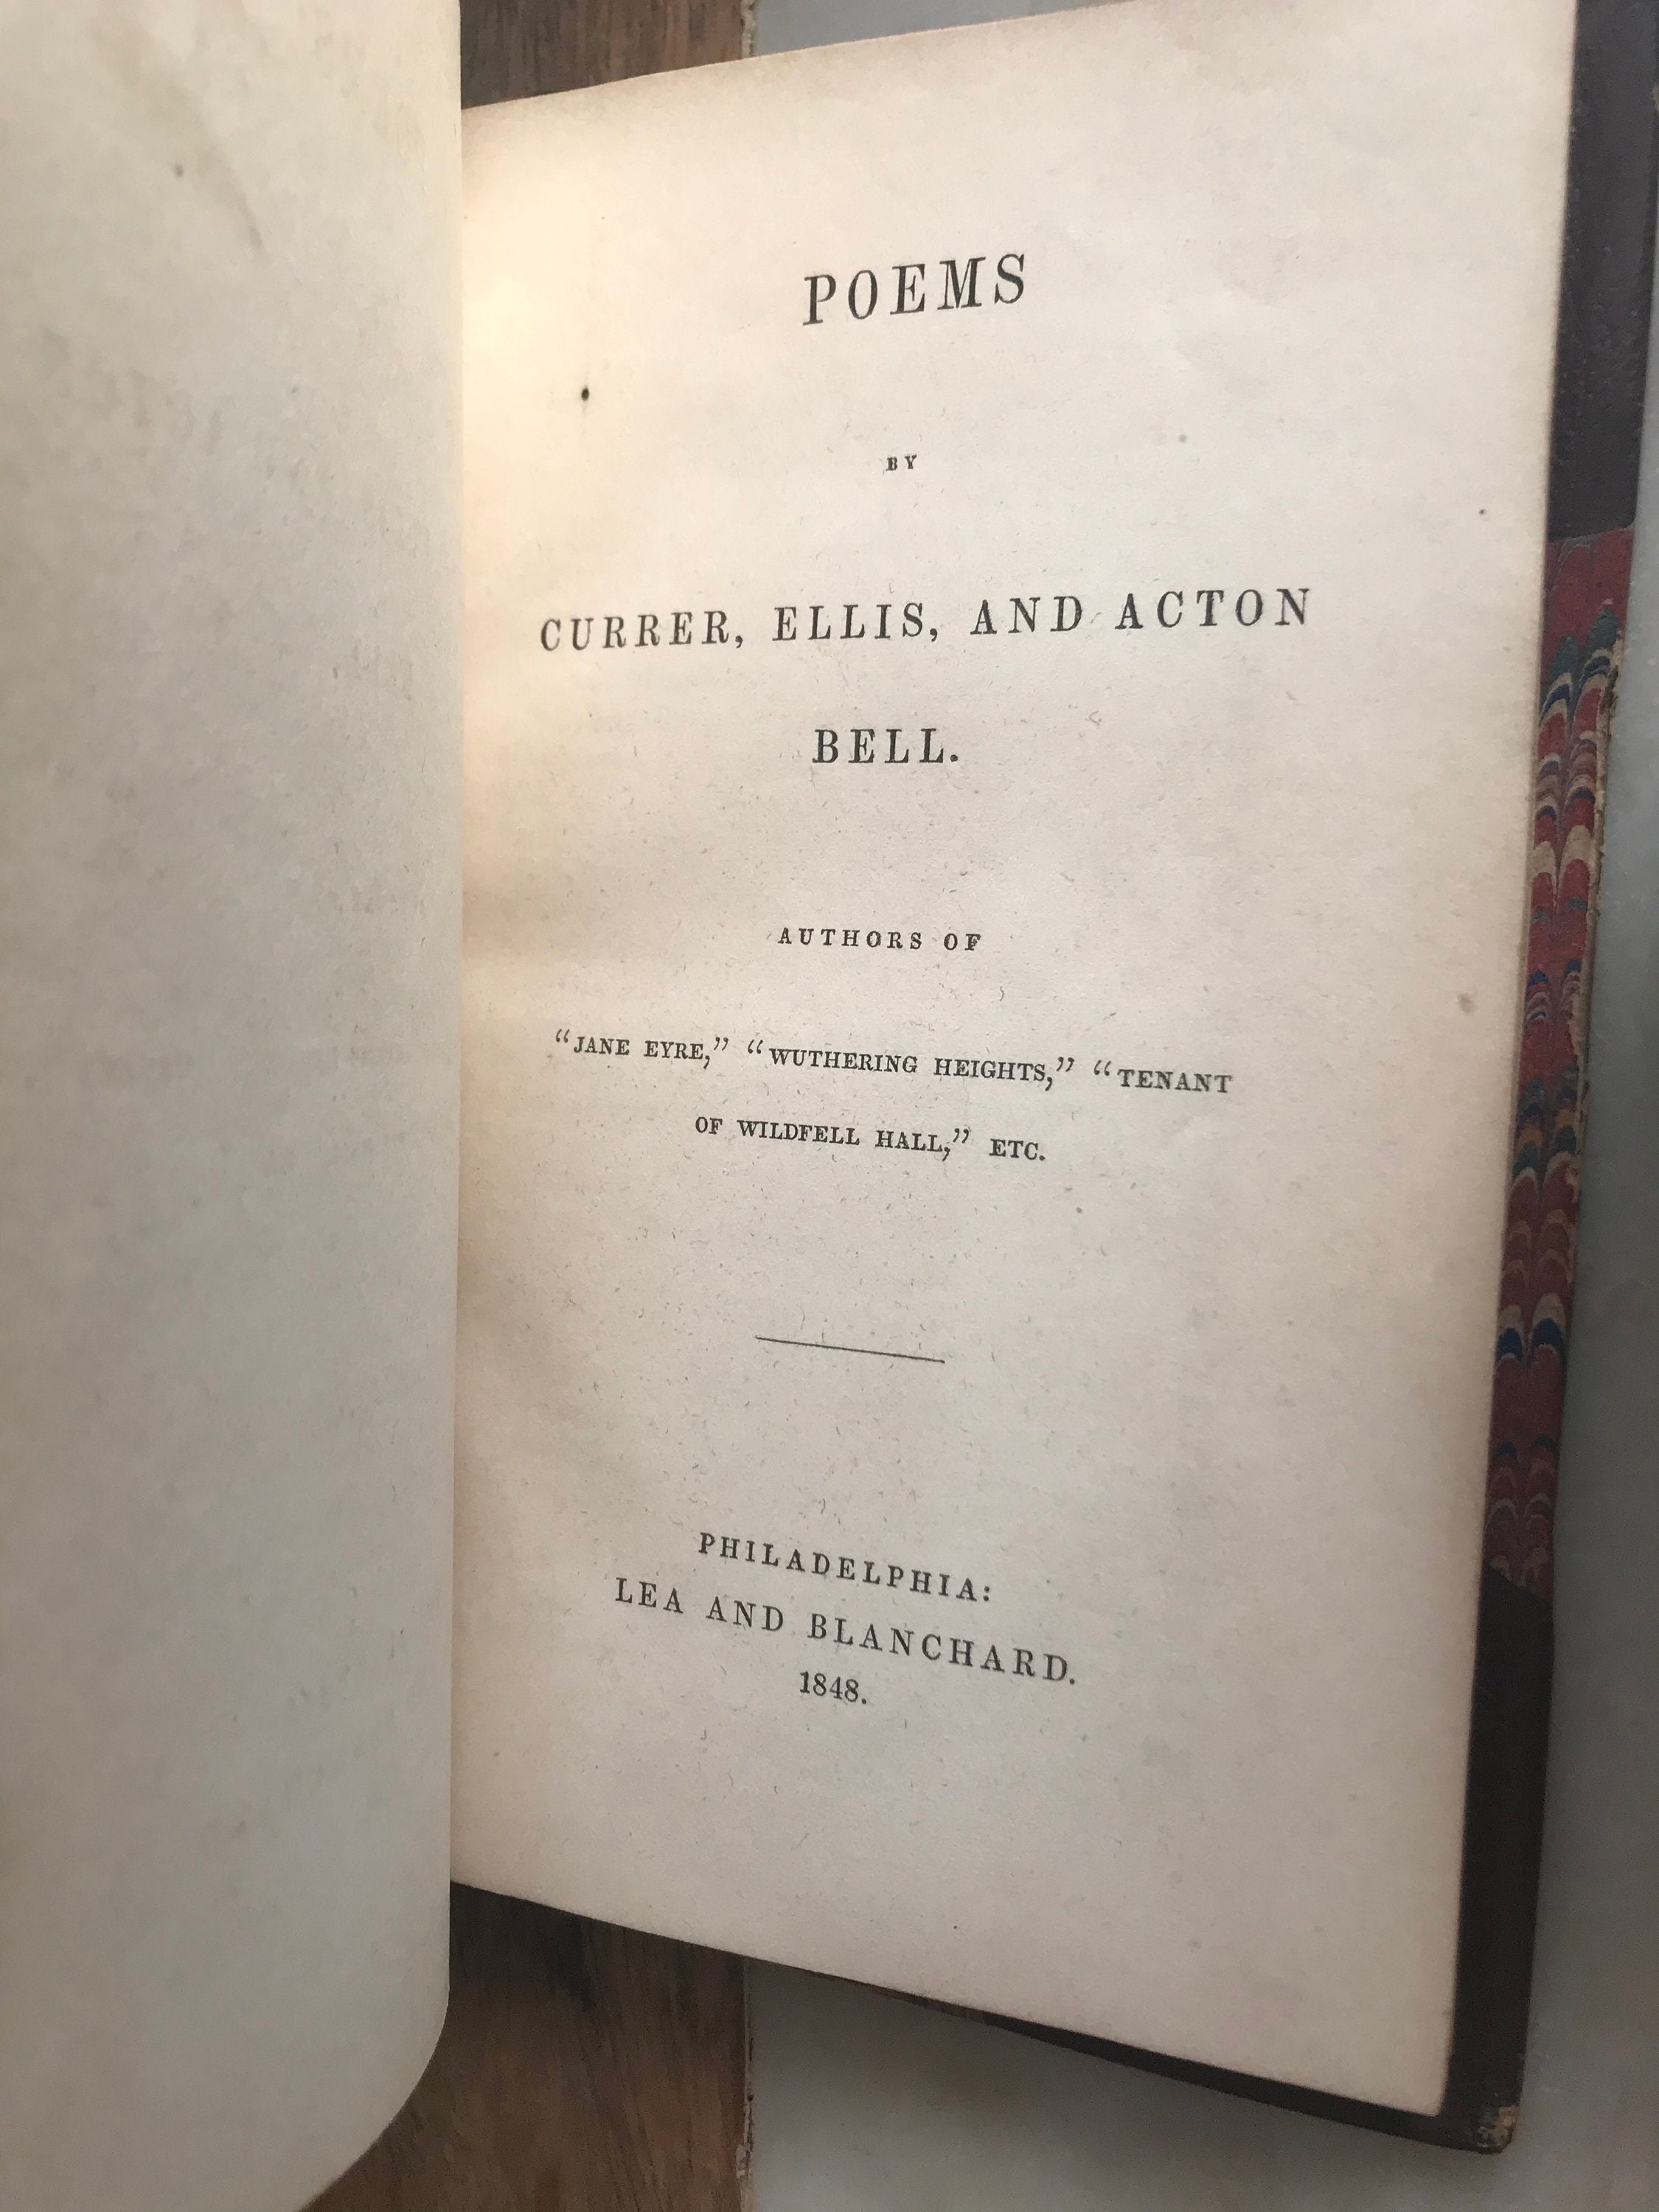 POEMS
BY
CURRER, ELLIS, AND ACTON
BELL.
AUTHORS OF
"JANE EYRE," "WUTHERING HEIGHTS," "TENANT
OF WILDFELL HALL," ETC.
PHILADELPHIA:
LEA AND BLANCHARD.
1848.